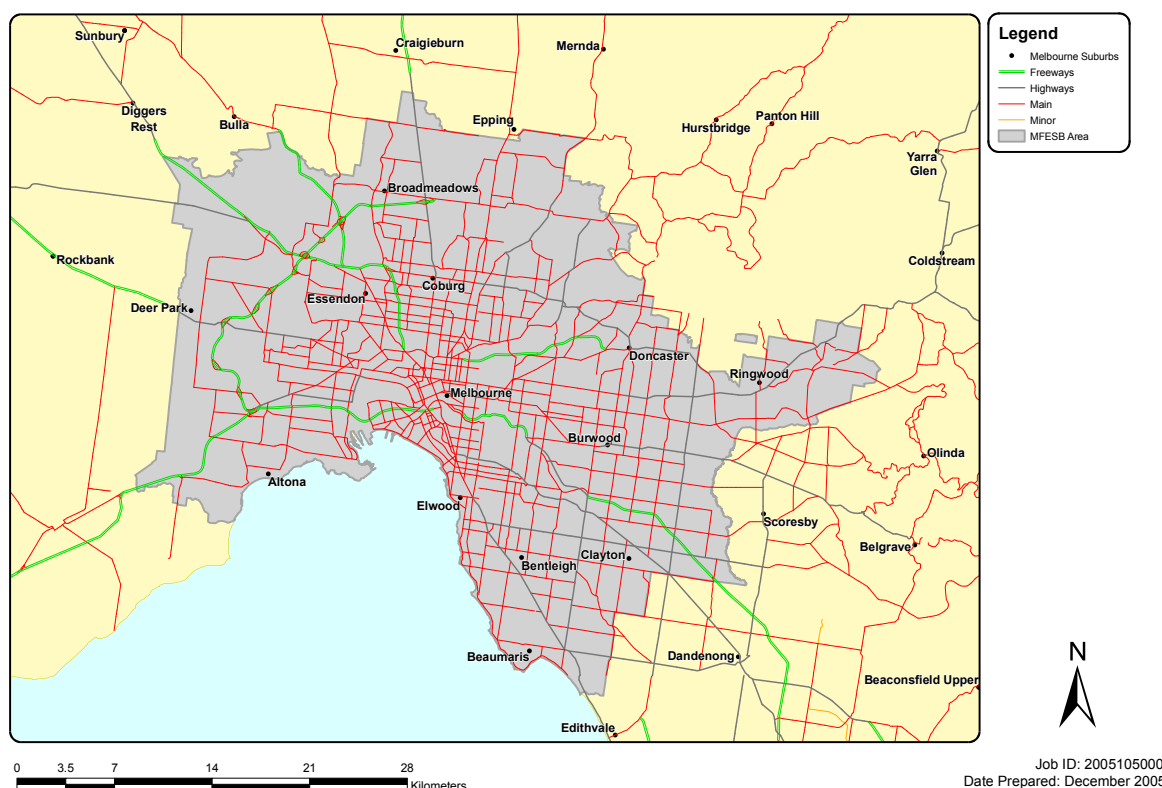 Sunbury
Craigieburn
Mernda
Diggers
Rest
Bulla
Epping
Hurstbridge
Panton Hill
Yarra
Glen
Broadmeadows
Rockbank
Coldstream
Coburg
Essendon
Deer Park
Doncaster
Ringwood
Melbourne
Burwood
Olinda
Altona
Elwood
Scoresby
Belgrave
Clayton
Bentleigh
Beaumaris
Dandenong
Beaconsfield Upper
Edithvale
Legend
Melbourne Suburbs
Freeways
Highways
Main
Minor
MFESB Area
N
0 3.5 7 14 21 28
Kilometers
Job ID: 2005105000
Date Prepared: December 2005